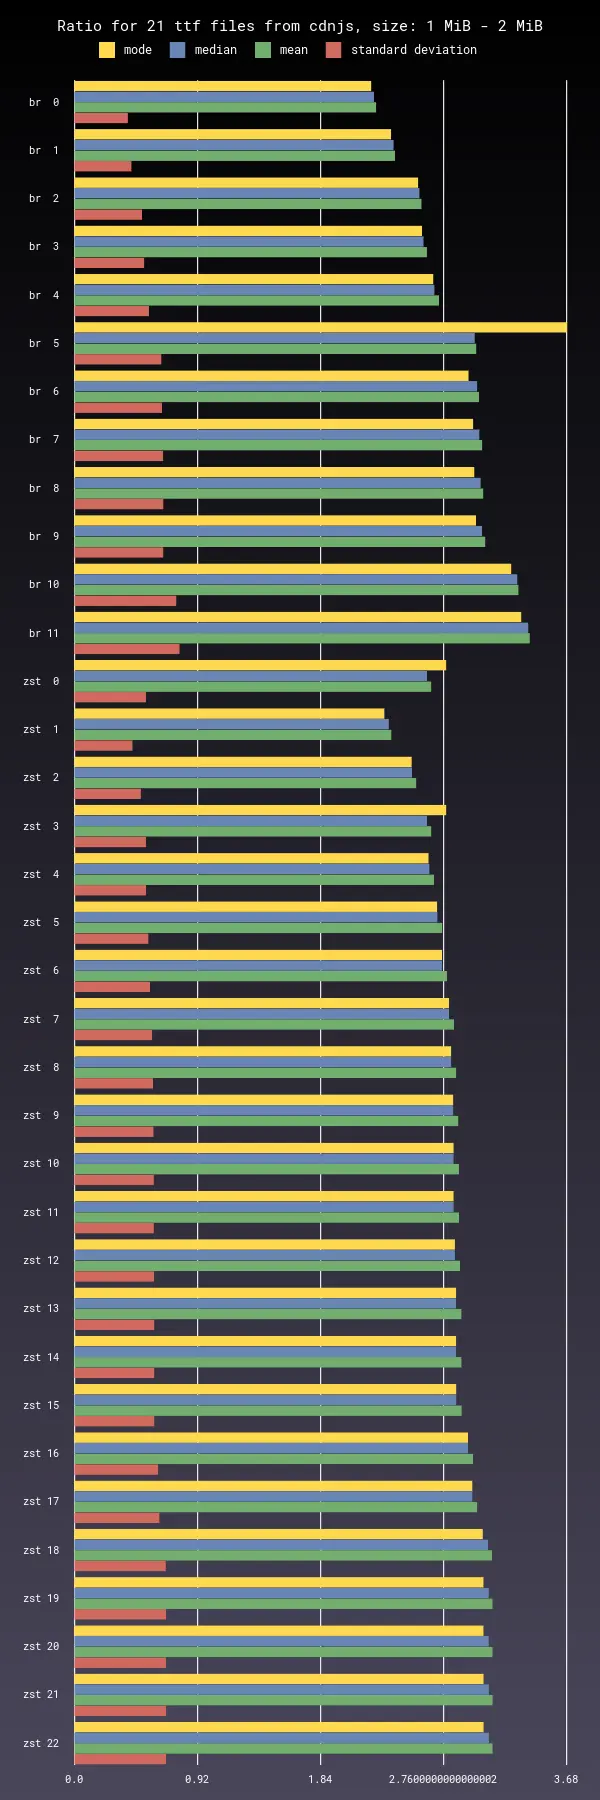 Ratio for 21 ttf files from cdnjs, size: 1 MiB - 2 MiB
mode median mean standard deviation
br 0
br 1
br 2
br 3
br 4
br 5
br 6
br 7
br 8
br 9
br 10
br 11
zst 0
zst 1
zst 2
zst 3
zst 4
zst 5
zst 6
zst 7
zst 8
zst 9
zst 10
zst 11
zst 12
zst 13
zst 14
zst 15
zst 16
zst 17
zst 18
zst 19
zst 20
zst 21
zst 22
0.0 0.92 1.84 2.7600000000000002 3.68